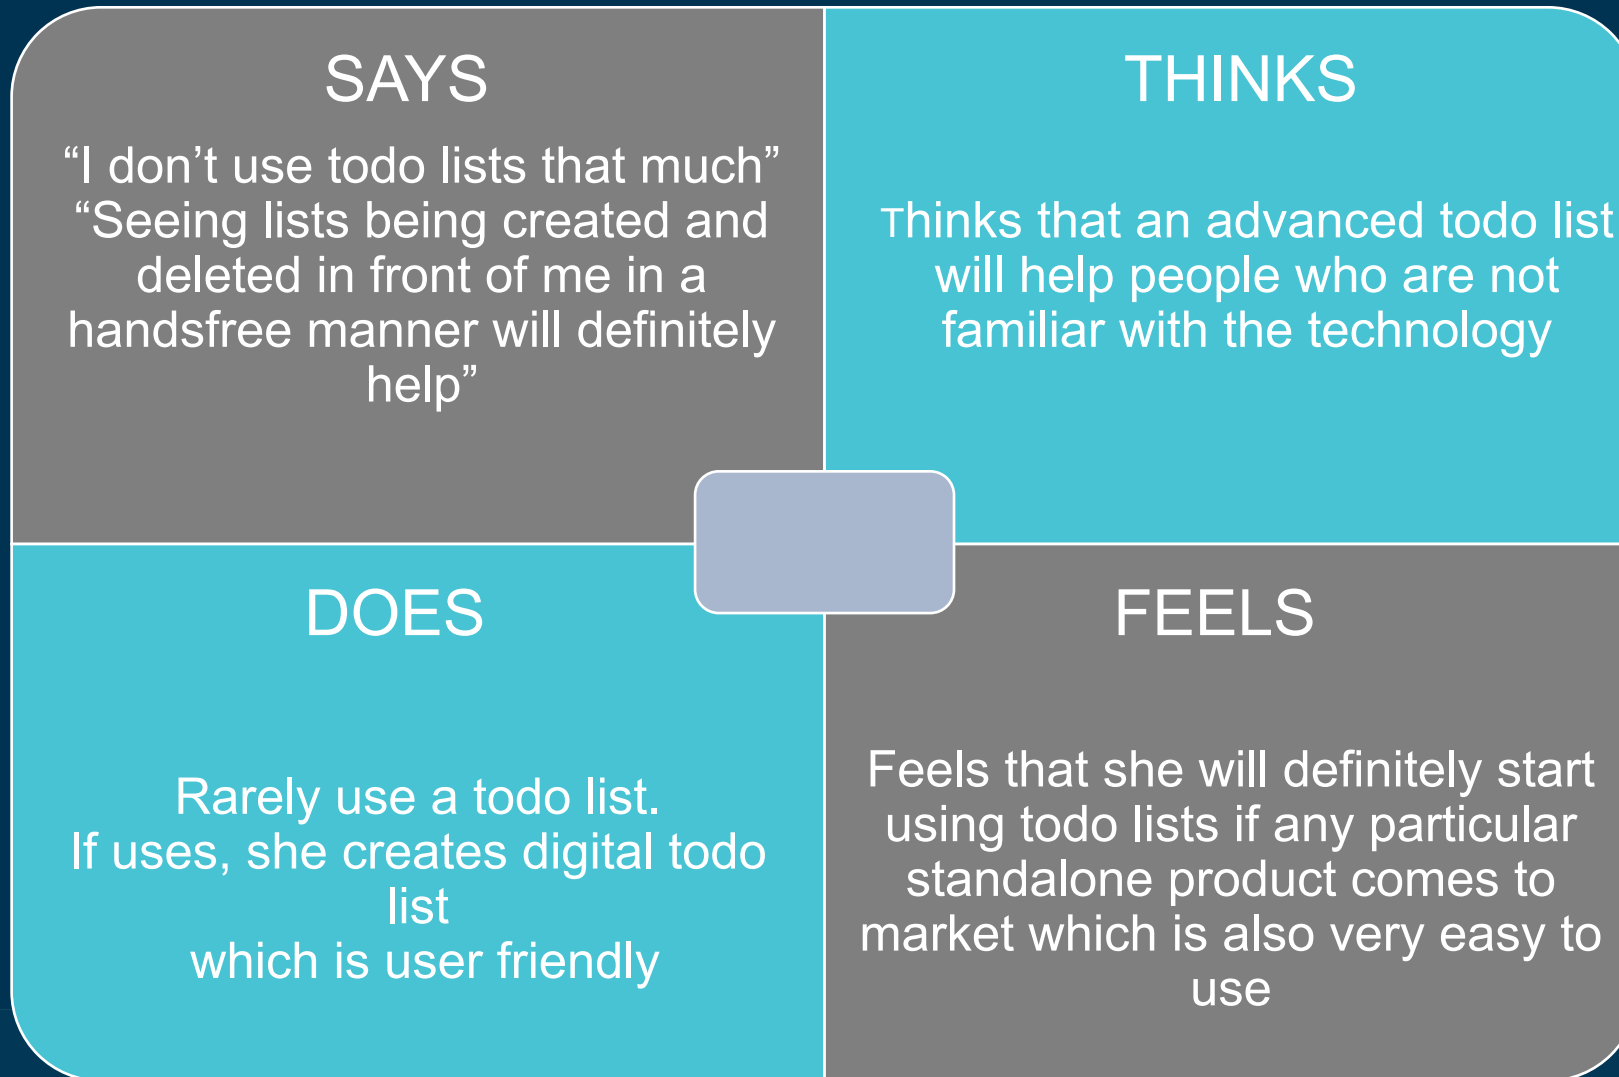 SAYS
“I don’t use todo lists that much”
“Seeing lists being created and
deleted in front of me in a
handsfree manner will definitely
help”
THINKS
Thinks that an advanced todo list
will help people who are not
familiar with the technology
DOES
Rarely use a todo list.
If uses, she creates digital todo
list
which is user friendly
FEELS
Feels that she will definitely start
using todo lists if any particular
standalone product comes to
market which is also very easy to
use